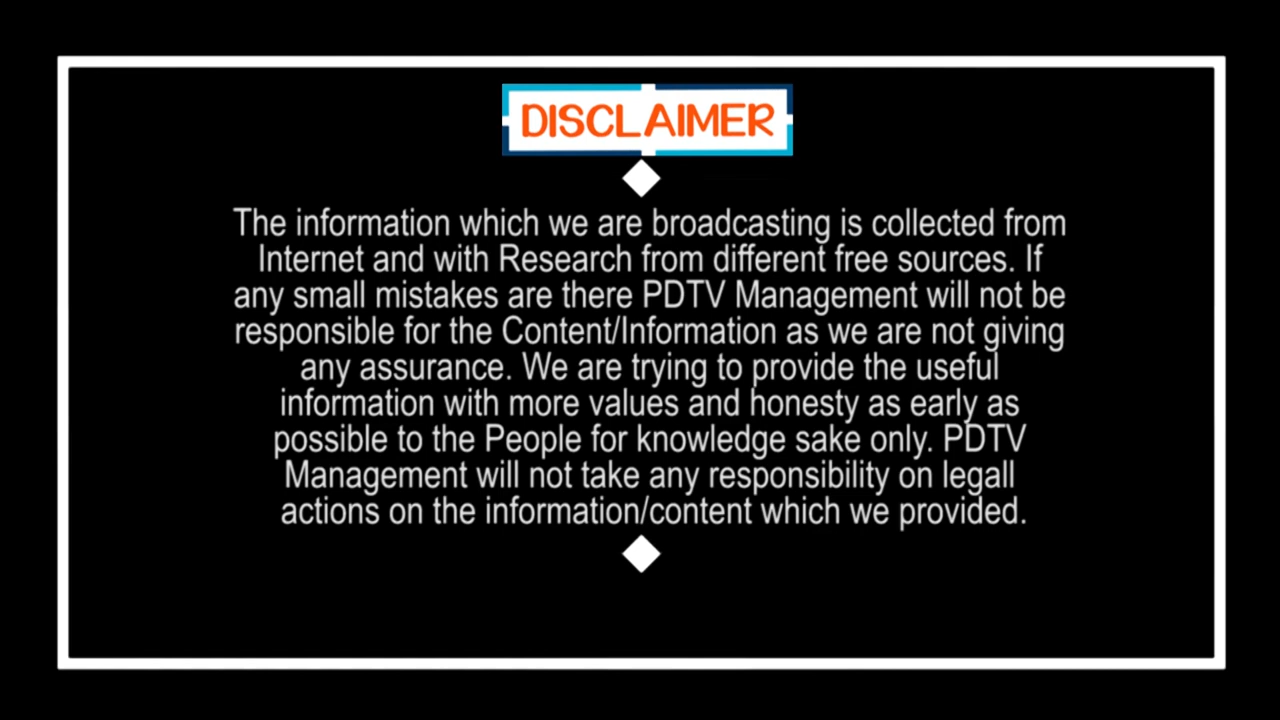 DISCLAIMER
The information which we are broadcasting is collected from
Internet and with Research from different free sources. If
any small mistakes are there PDTV Management will not be
responsible for the Content/Information as we are not giving
any assurance. We are trying to provide the useful
information with more values and honesty as early as
possible to the People for knowledge sake only. PDTV
Management will not take any responsibility on legall
actions on the information/content which we provided.